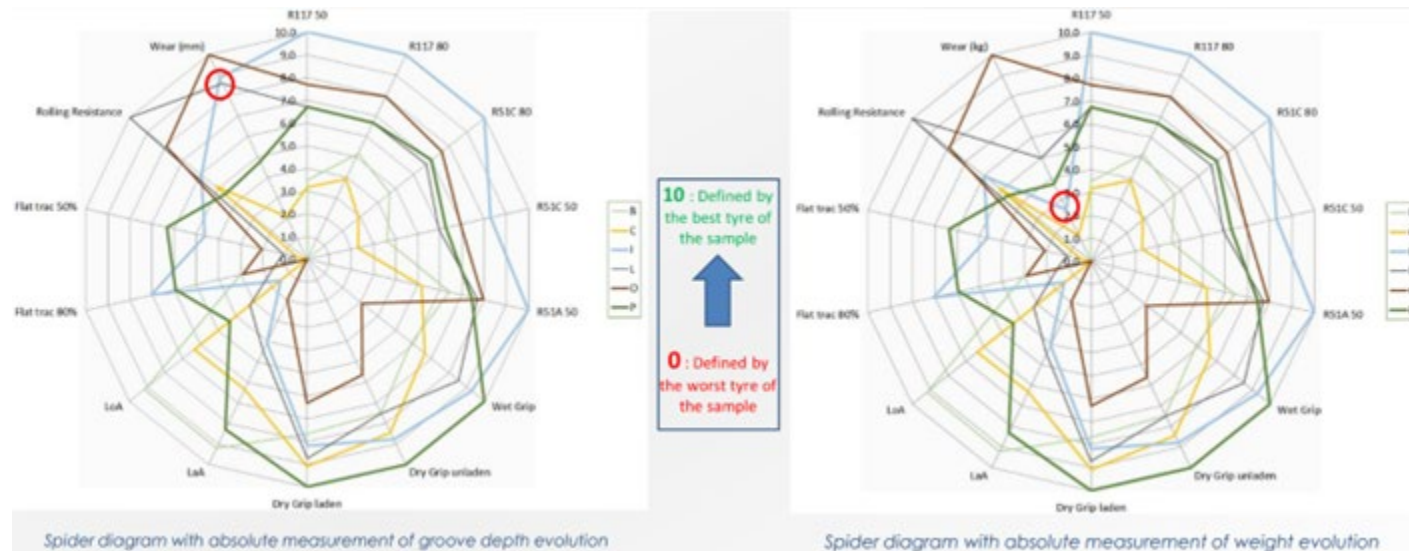 R117 50
R117 80
R51C 80
R51C 50
R51A 50
Wet Grip
Dry Grip unladen
Dry Grip laden
LaA
LoA
Flat trac 80%
Flat trac 50%
Rolling Resistance
Wear (mm)
10.0
9.0
8.0
7.0
6.0
5.0
4.0
3.0
2.0
1.0
B
C
I
L
O
P
Spider diagram with absolute measurement of groove depth evolution
10 : Defined by
the best tyre of
the sample
0 : Defined by
the worst tyre of
the sample
R117 50
R117 80
R51C 80
R51C 50
R51A 50
Wet Grip
Dry Grip unladen
Dry Grip laden
LaA
LoA
Flat trac 80%
Flat trac 50%
Rolling Resistance
Wear (kg)
10.0
9.0
8.0
7.0
6.0
5.0
4.0
1.0
Spider diagram with absolute measurement of weight evolution